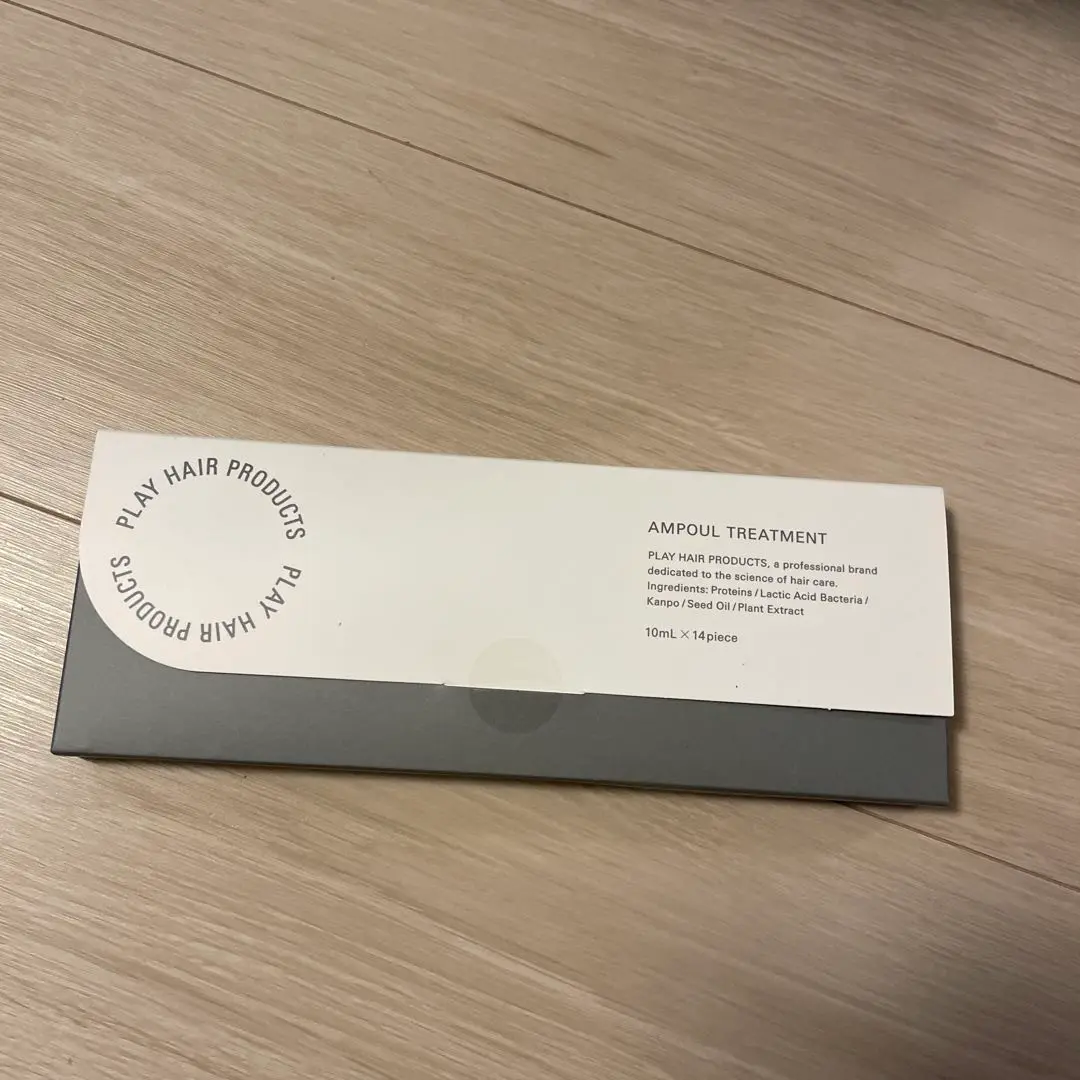 PLAY HAIR PRODUCTS
PLAY HAIR PRODUCTS
AMPOUL TREATMENT
PLAY HAIR PRODUCTS, a professional brand
dedicated to the science of hair care.
Ingredients: Proteins / Lactic Acid Bacteria /
Kanpo / Seed Oil / Plant Extract
10mL × 14piece